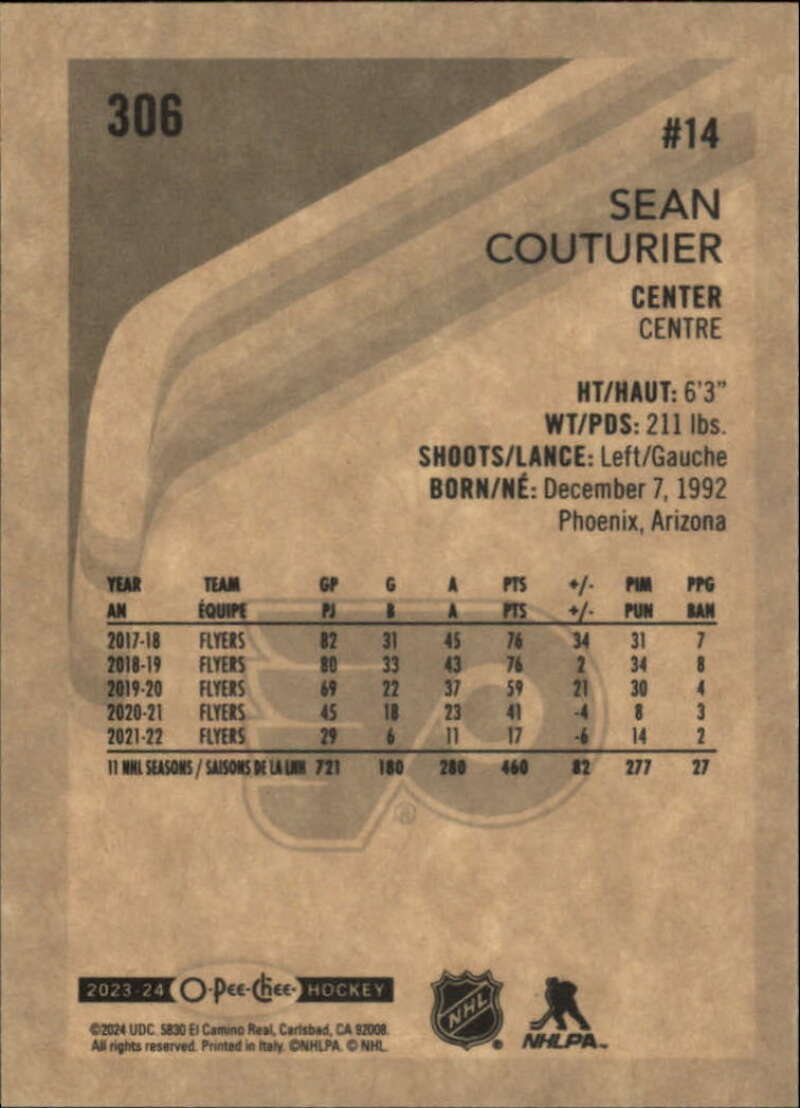 306
#14
SEAN
COUTURIER
CENTER
CENTRE
HT/HAUT: 6'3"
WT/PDS: 211 lbs.
SHOOTS/LANCE: Left/Gauche
BORN/NÉ: December 7, 1992
Phoenix, Arizona
YEAR TEAM GP G A PTS +/- PIM PPG
AN ÉQUIPE PJ B A PTS +/- PUN BAN
2017-18 FLYERS 82 31 45 76 34 31 7
2018-19 FLYERS 80 33 43 76 2 34 8
2019-20 FLYERS 69 22 37 59 21 30 4
2020-21 FLYERS 45 18 23 41 -4 8 3
2021-22 FLYERS 29 6 11 17 -6 14 2
11 NHL SEASONS / SAISONS DE LA LNH 721 180 280 460 82 277 27
®
2023-24 O-Pee-Chee HOCKEY
©2024 UDC. 5830 El Camino Real, Carlsbad, CA 92008.
All rights reserved. Printed in Italy. ©NHLPA. © NHL.
NHL
NHLPA